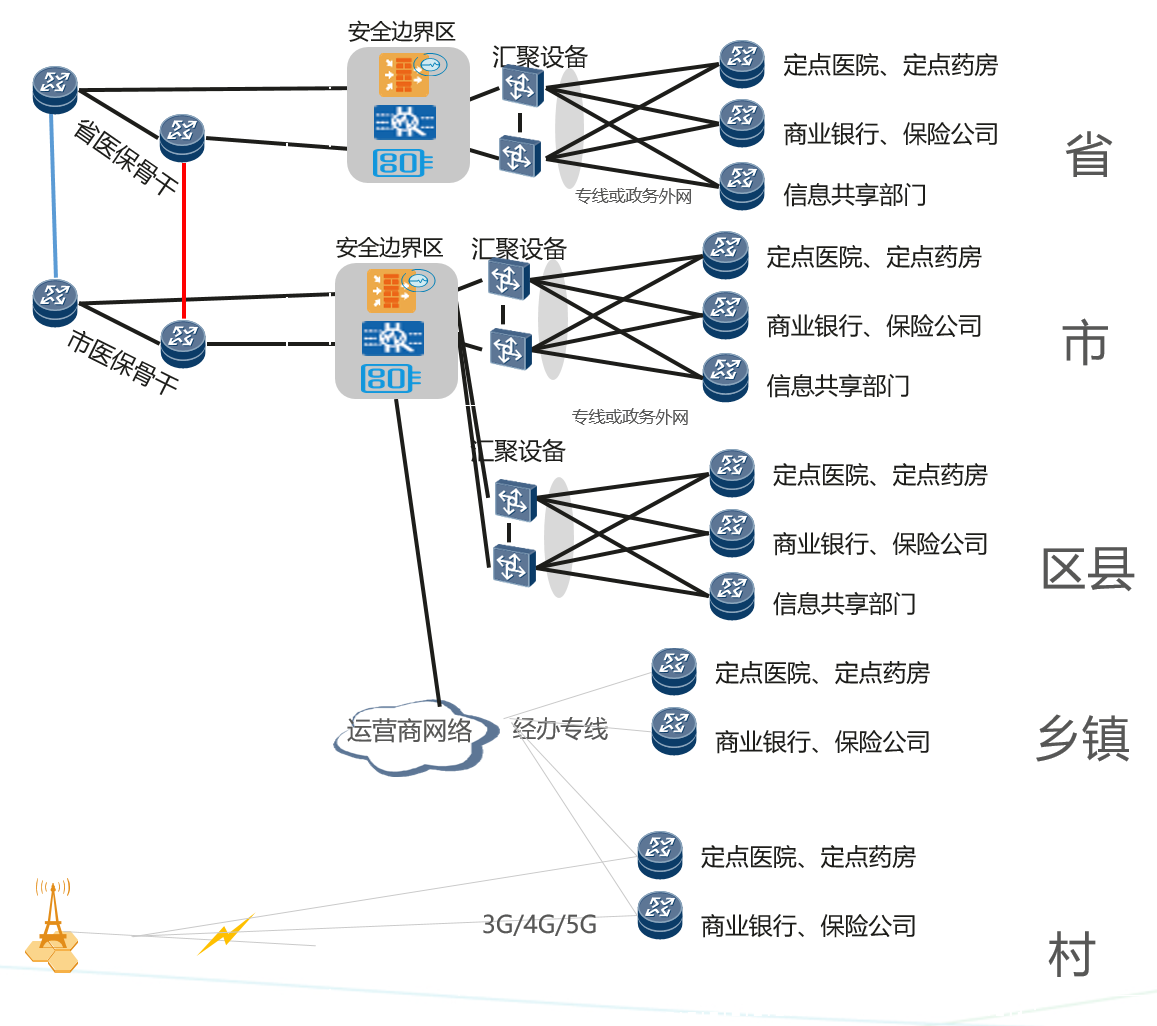 安全边界区
汇聚设备
定点医院、定点药房
省医保骨干
商业银行、保险公司
省
专线或政务外网
信息共享部门
安全边界区
汇聚设备
定点医院、定点药房
市医保骨干
商业银行、保险公司
市
信息共享部门
专线或政务外网
汇聚设备
定点医院、定点药房
商业银行、保险公司
区县
信息共享部门
定点医院、定点药房
运营商网络
经办专线
商业银行、保险公司
乡镇
定点医院、定点药房
3G/4G/5G
商业银行、保险公司
村